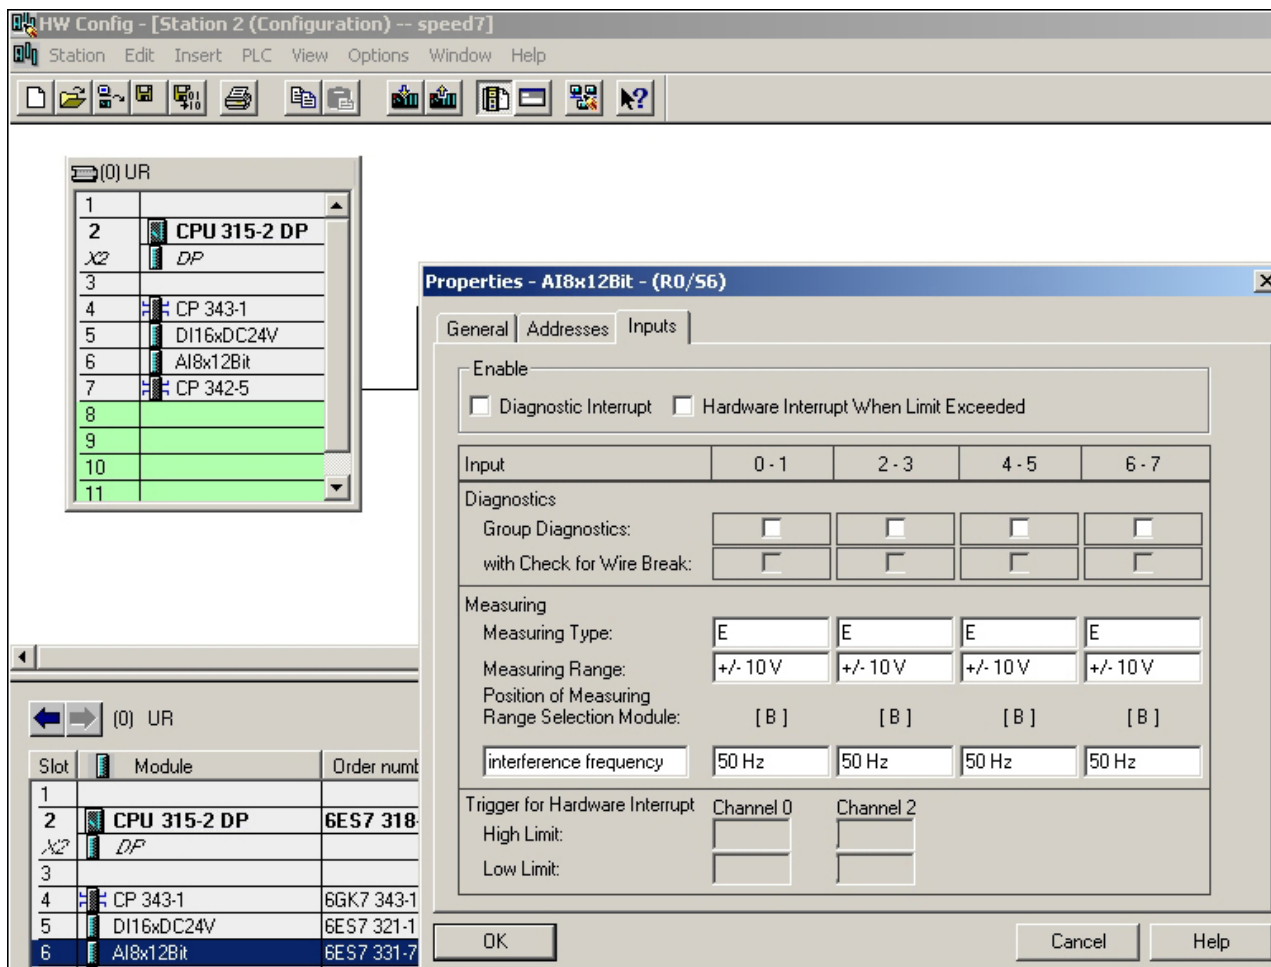 HW Config - [Station 2 (Configuration) -- speed7]
Station Edit Insert PLC View Options Window Help
(0) UR
1
2 CPU 315-2 DP
X2 DP
3
4 CP 343-1
5 DI16xDC24V
6 AI8x12Bit
7 CP 342-5
8
9
10
11
Properties - AI8x12Bit - (R0/S6)
General Addresses Inputs
Enable
Diagnostic Interrupt Hardware Interrupt When Limit Exceeded
Input 0 - 1 2 - 3 4 - 5 6 - 7
Diagnostics
Group Diagnostics:
with Check for Wire Break:
Measuring
Measuring Type: E E E E
Measuring Range: +/- 10 V +/- 10 V +/- 10 V +/- 10 V
Position of Measuring
Range Selection Module: [ B ] [ B ] [ B ] [ B ]
interference frequency 50 Hz 50 Hz 50 Hz 50 Hz
Trigger for Hardware Interrupt Channel 0 Channel 2
High Limit:
Low Limit:
OK Cancel Help
(0) UR
Slot Module Order numb
1
2 CPU 315-2 DP 6ES7 318-
X2 DP
3
4 CP 343-1 6GK7 343-1
5 DI16xDC24V 6ES7 321-1
6 AI8x12Bit 6ES7 331-7